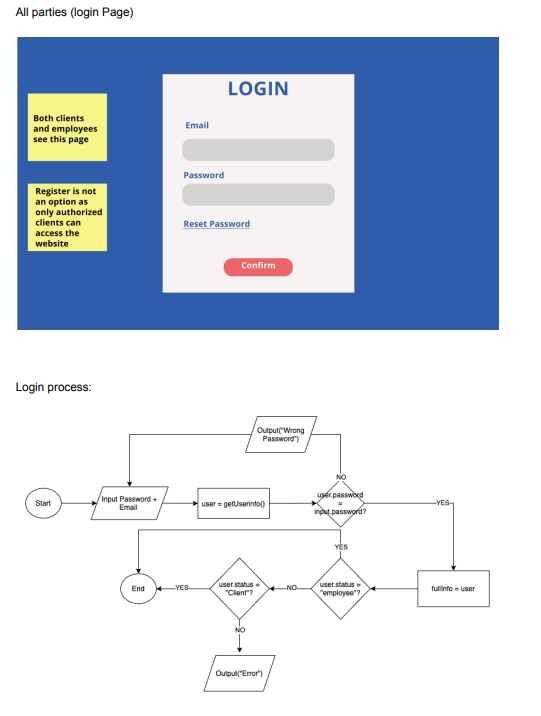 All parties (login Page)
LOGIN
Both clients
and employees
see this page
Email
Password
Register is not
an option as
only authorized
clients can
access the
website
Reset Password
Confirm
Login process:
Output("Wrong
Password")
NO
Start
Input Password +
Email
user = getUserinfo()
user.password
=
input.password?
YES
YES
End
YES
user.status =
"Client"?
NO
user.status =
"employee"?
fullInfo = user
NO
Output("Error")